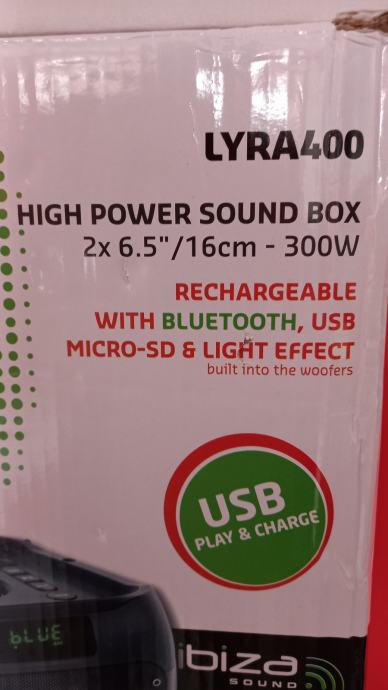 LYRA400
HIGH POWER SOUND BOX
2x 6.5"/16cm - 300W
RECHARGEABLE
WITH BLUETOOTH, USB
MICRO-SD & LIGHT EFFECT
built into the woofers
USB
PLAY & CHARGE
bLUE
ibiza
SOUND